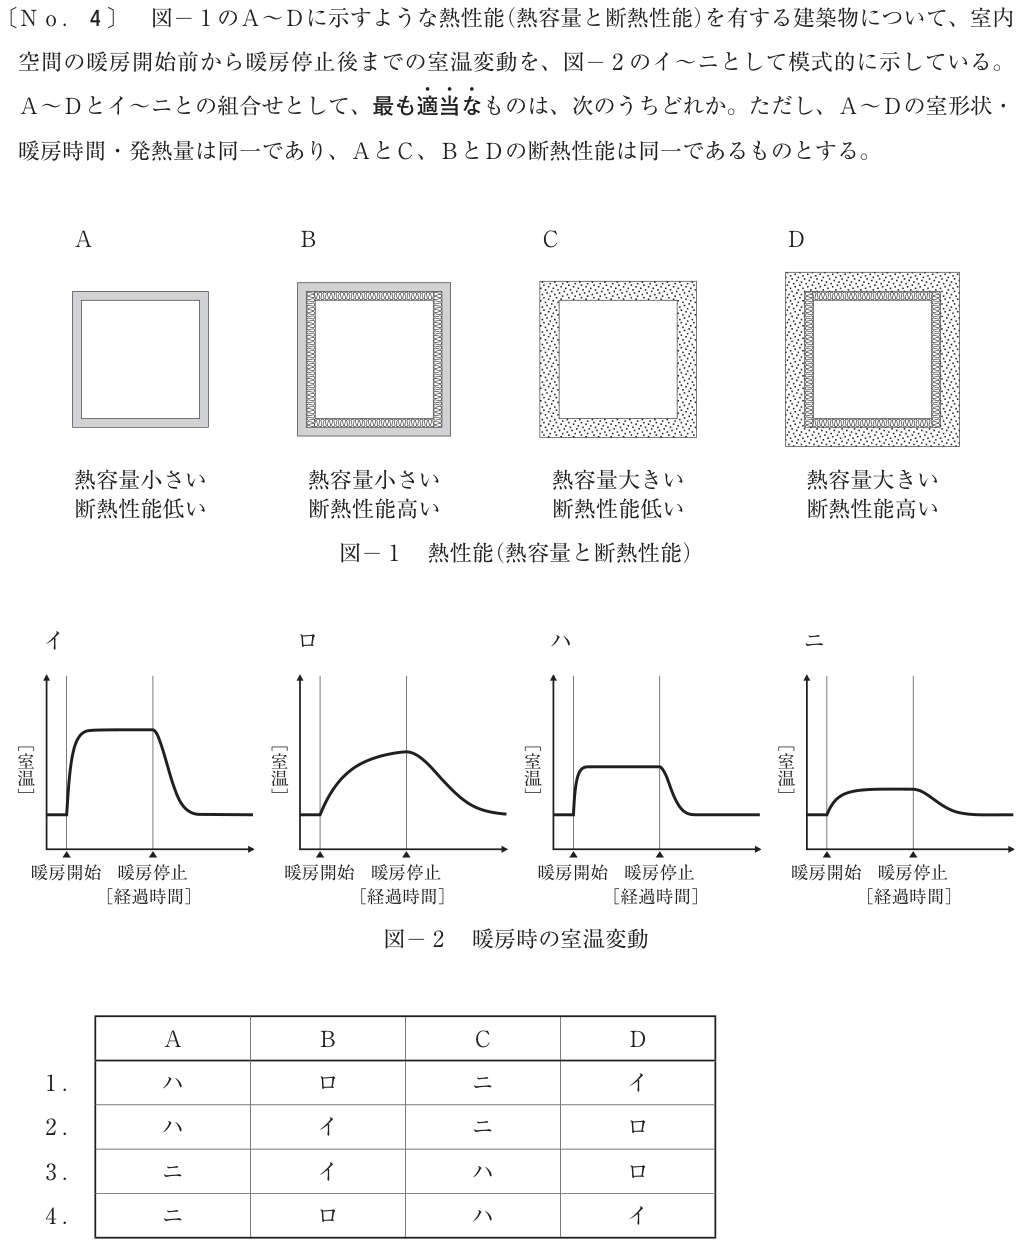 〔Ｎｏ．４〕　図－１のＡ～Ｄに示すような熱性能（熱容量と断熱性能）を有する建築物について、室内
空間の暖房開始前から暖房停止後までの室温変動を、図－２のイ～ニとして模式的に示している。
Ａ～Ｄとイ～ニとの組合せとして、最も適当なものは、次のうちどれか。ただし、Ａ～Ｄの室形状・
暖房時間・発熱量は同一であり、ＡとＣ、ＢとＤの断熱性能は同一であるものとする。
Ａ　Ｂ　Ｃ　Ｄ
熱容量小さい　熱容量小さい　熱容量大きい　熱容量大きい
断熱性能低い　断熱性能高い　断熱性能低い　断熱性能高い
図－１　熱性能（熱容量と断熱性能）
イ　ロ　ハ　ニ
［室温］　［室温］　［室温］　［室温］
暖房開始　暖房停止　暖房開始　暖房停止　暖房開始　暖房停止　暖房開始　暖房停止
［経過時間］　［経過時間］　［経過時間］　［経過時間］
図－２　暖房時の室温変動
Ａ　Ｂ　Ｃ　Ｄ
１．　ハ　ロ　ニ　イ
２．　ハ　イ　ニ　ロ
３．　ニ　イ　ハ　ロ
４．　ニ　ロ　ハ　イ